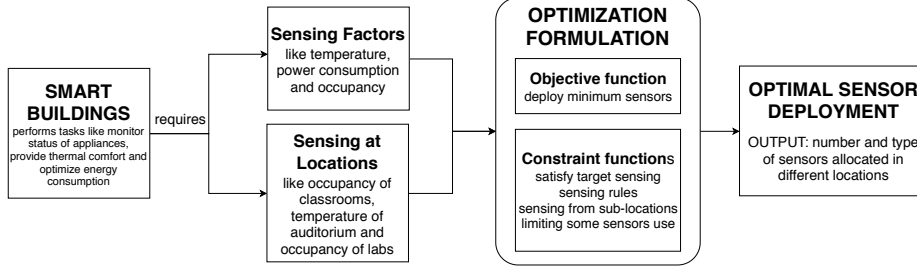 SMART
BUILDINGS
performs tasks like monitor
status of appliances,
provide thermal comfort and
optimize energy
consumption
requires
Sensing Factors
like temperature,
power consumption
and occupancy
Sensing at
Locations
like occupancy of
classrooms,
temperature of
auditorium and
occupancy of labs
OPTIMIZATION
FORMULATION
Objective function
deploy minimum sensors
Constraint functions
satisfy target sensing
sensing rules
sensing from sub-locations
limiting some sensors use
OPTIMAL SENSOR
DEPLOYMENT
OUTPUT: number and type
of sensors allocated in
different locations